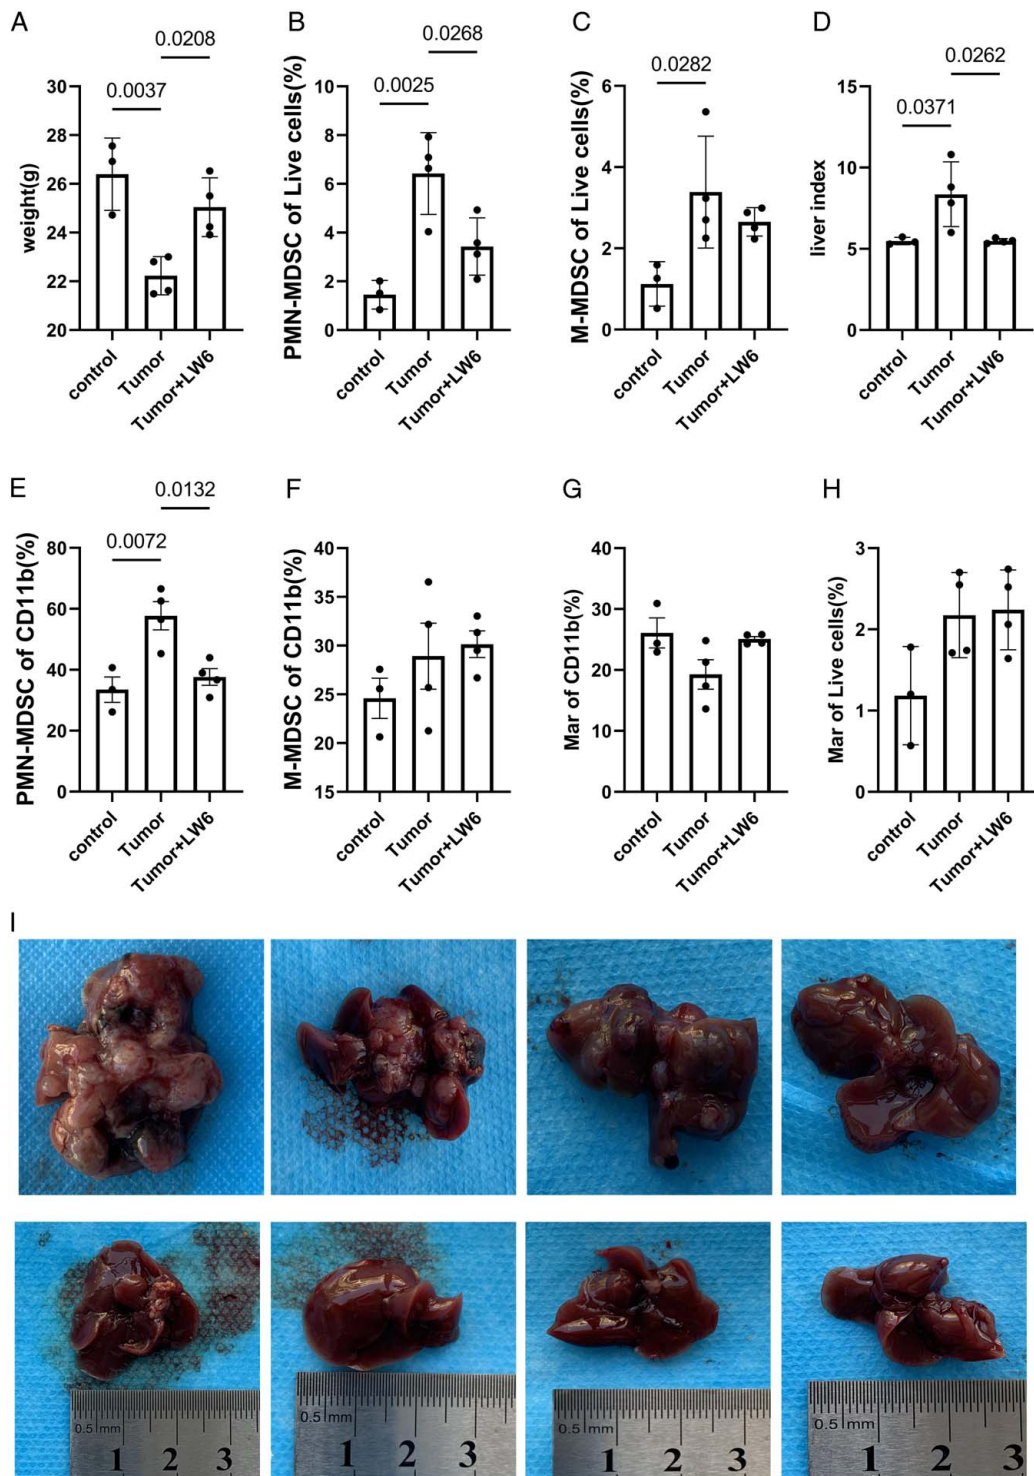 A
0.0208
0.0037
weight(g)
30
28
26
24
22
20
control
Tumor
Tumor+LW6
B
0.0268
0.0025
PMN-MDSC of Live cells(%)
10
8
6
4
2
0
control
Tumor
Tumor+LW6
C
0.0282
M-MDSC of Live cells(%)
6
4
2
0
control
Tumor
Tumor+LW6
D
0.0262
0.0371
liver index
15
10
5
0
control
Tumor
Tumor+LW6
E
0.0132
0.0072
PMN-MDSC of CD11b(%)
80
60
40
20
0
control
Tumor
Tumor+LW6
F
M-MDSC of CD11b(%)
40
35
30
25
20
15
control
Tumor
Tumor+LW6
G
Mar of CD11b(%)
40
30
20
10
0
control
Tumor
Tumor+LW6
H
Mar of Live cells(%)
3
2
1
0
control
Tumor
Tumor+LW6
I
0.5 mm
1 2 3
0.5 mm
1 2 3
0.5 mm
1 2 3
0.5 mm
1 2 3